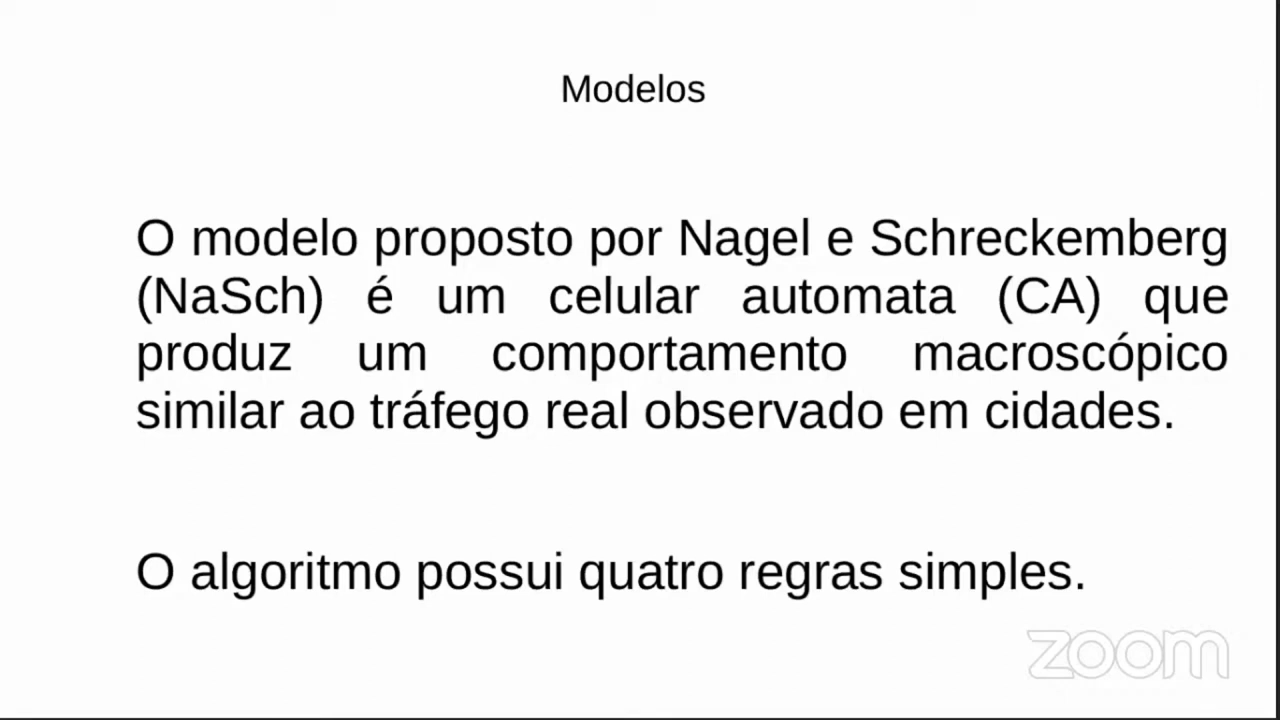 Modelos
O modelo proposto por Nagel e Schreckemberg
(NaSch) é um celular automata (CA) que
produz um comportamento macroscópico
similar ao tráfego real observado em cidades.
O algoritmo possui quatro regras simples.
zoom